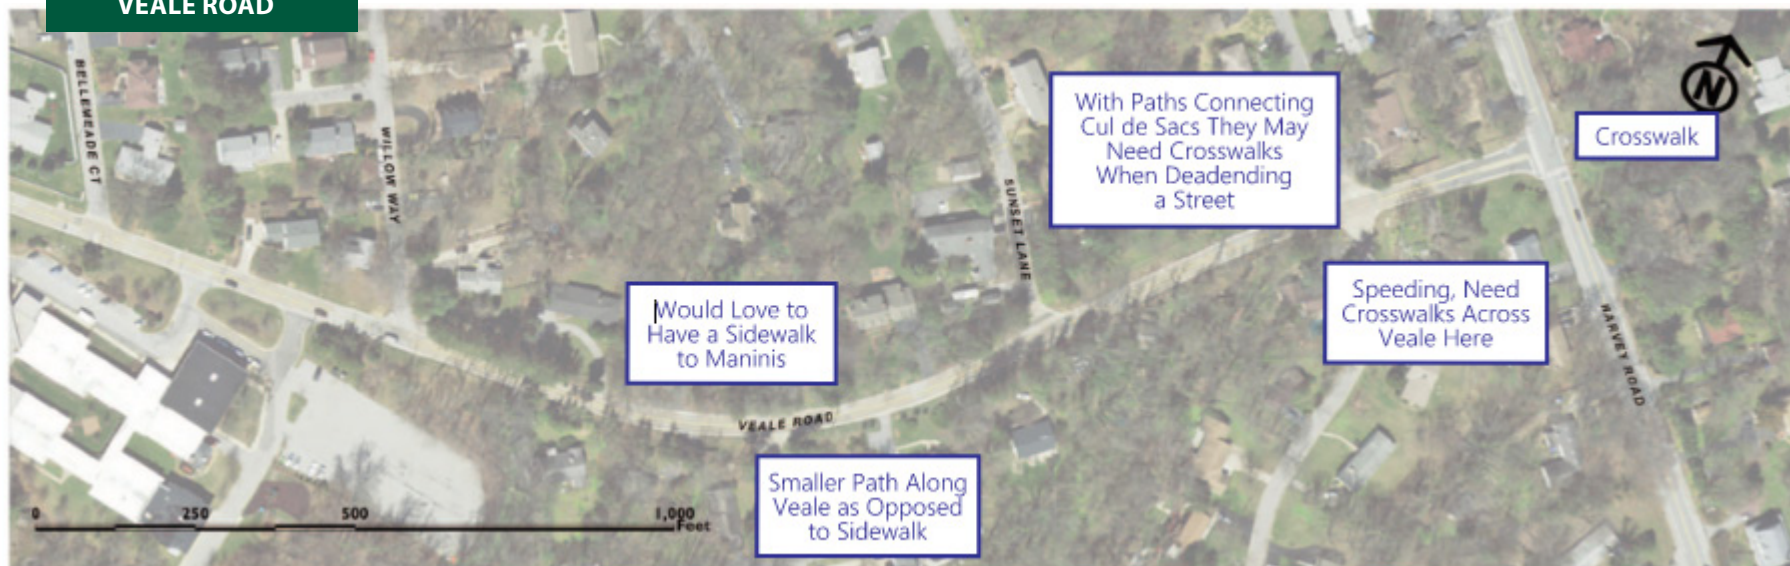 VEALE ROAD
BELLEMEADE CT
WILLOW WAY
SUNSET LANE
With Paths Connecting
Cul de Sacs They May
Need Crosswalks
When Deadending
a Street
Crosswalk
N
Would Love to
Have a Sidewalk
to Maninis
Speeding, Need
Crosswalks Across
Veale Here
HARVEY ROAD
VEALE ROAD
Smaller Path Along
Veale as Opposed
to Sidewalk
0 250 500 1,000
Feet